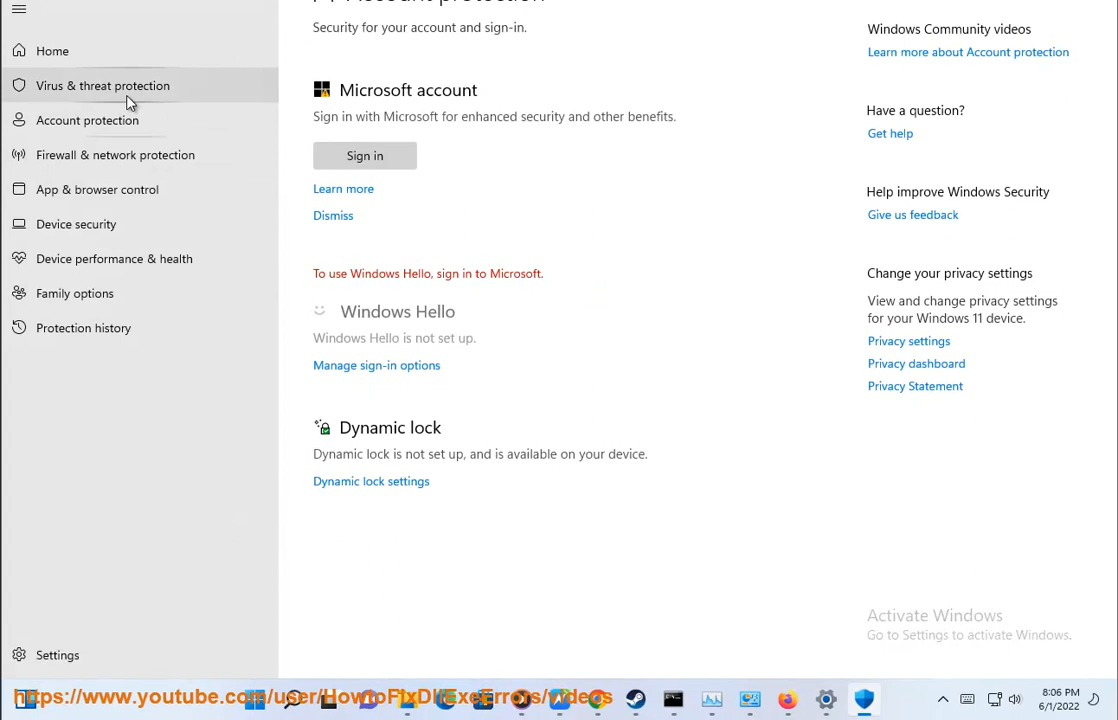 Account protection
Security for your account and sign-in.
Home
Virus & threat protection
Account protection
Firewall & network protection
App & browser control
Device security
Device performance & health
Family options
Protection history
Settings
Microsoft account
Sign in with Microsoft for enhanced security and other benefits.
Sign in
Learn more
Dismiss
To use Windows Hello, sign in to Microsoft.
Windows Hello
Windows Hello is not set up.
Manage sign-in options
Dynamic lock
Dynamic lock is not set up, and is available on your device.
Dynamic lock settings
Windows Community videos
Learn more about Account protection
Have a question?
Get help
Help improve Windows Security
Give us feedback
Change your privacy settings
View and change privacy settings
for your Windows 11 device.
Privacy settings
Privacy dashboard
Privacy Statement
Activate Windows
Go to Settings to activate Windows.
https://www.youtube.com/user/HowtoFixDllExeErrors/videos
8:06 PM
6/1/2022